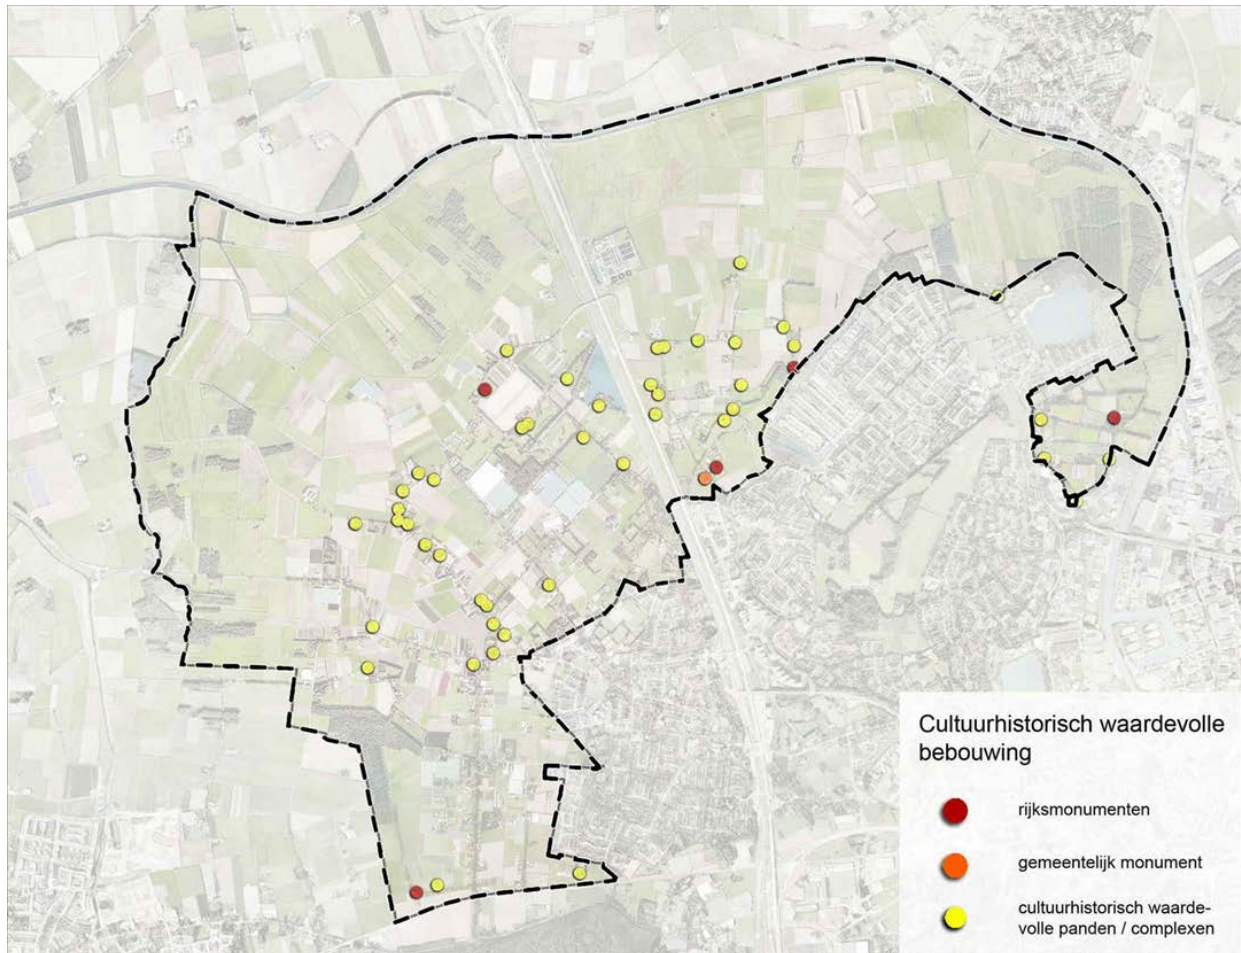 Cultuurhistorisch waardevolle
bebouwing
rijksmonumenten
gemeentelijk monument
cultuurhistorisch waarde-
volle panden / complexen